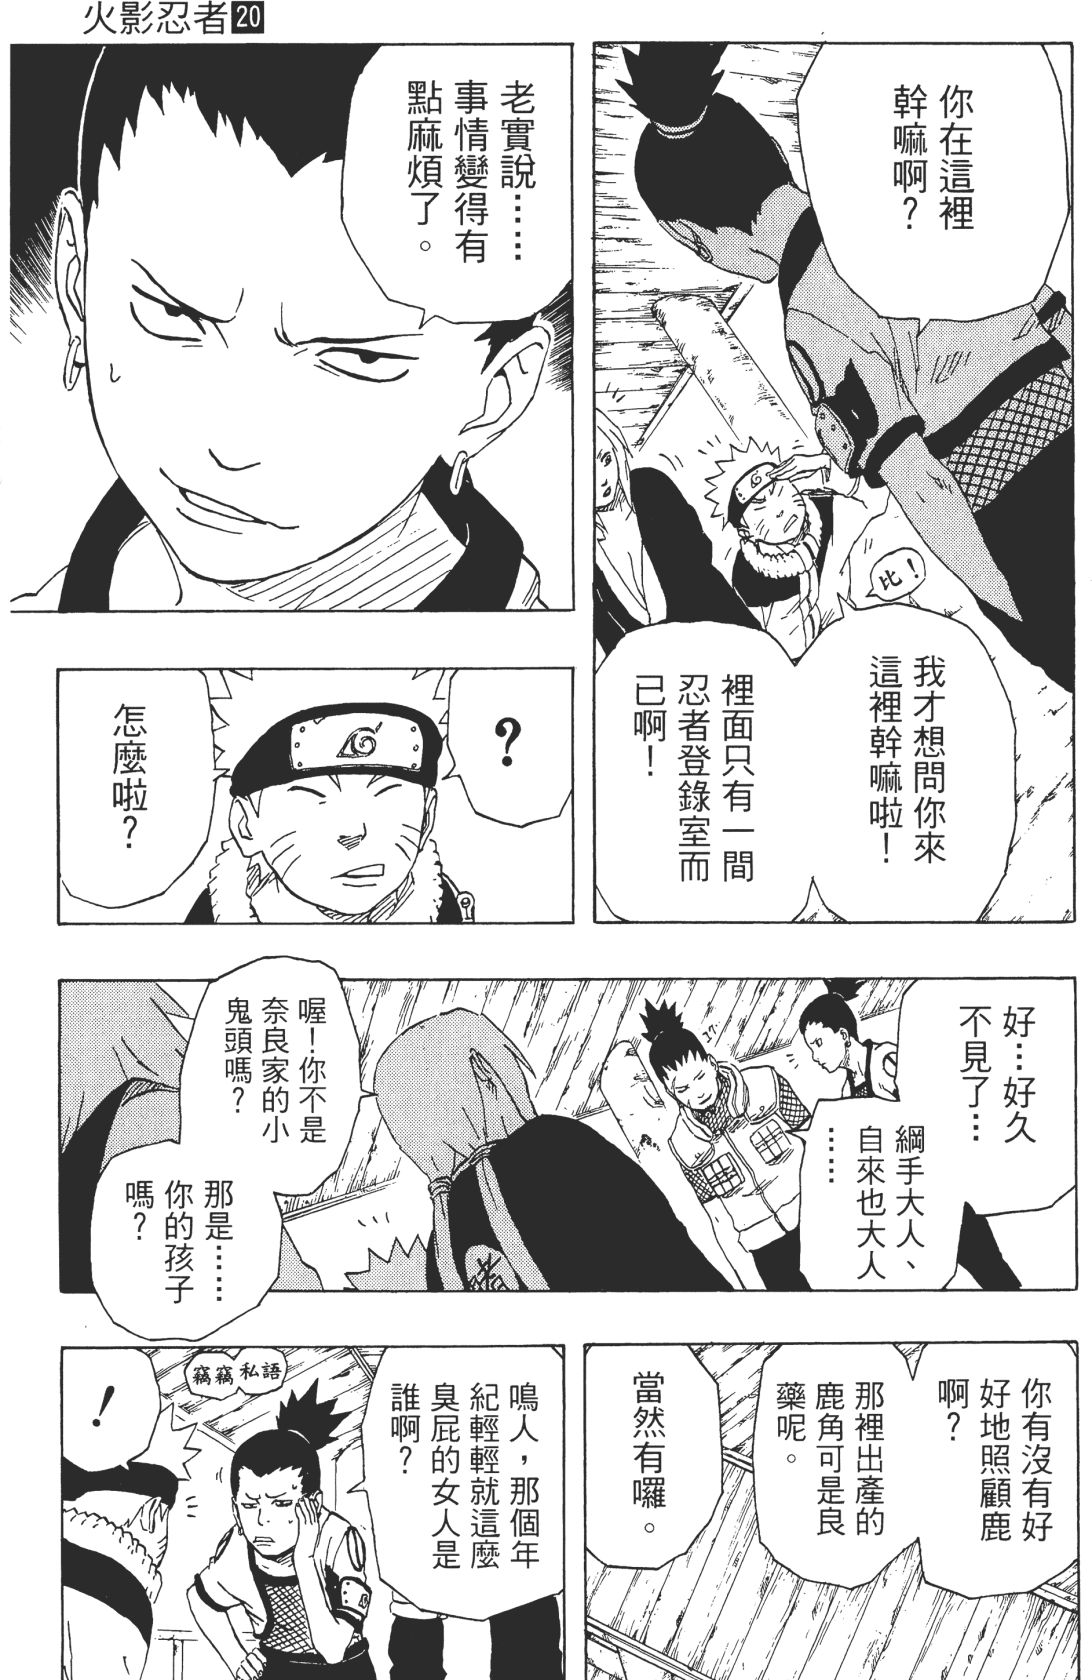 火影忍者20
你在這裡
幹嘛啊？
比！
我才想問你來
這裡幹嘛啦！
裡面只有一間
忍者登錄室而
已啊！
老實說……
事情變得有
點麻煩了。
？
怎麼啦？
好…好久
不見了…
綱手大人、
自來也大人
……
喔！你不是
奈良家的小
鬼頭嗎？
那是……
你的孩子
嗎？
你有沒有好
好地照顧鹿
啊？
那裡出產的
鹿角可是良
藥呢。
當然有囉。
鳴人，那個年
紀輕輕就這麼
臭屁的女人是
誰啊？
竊竊私語
！